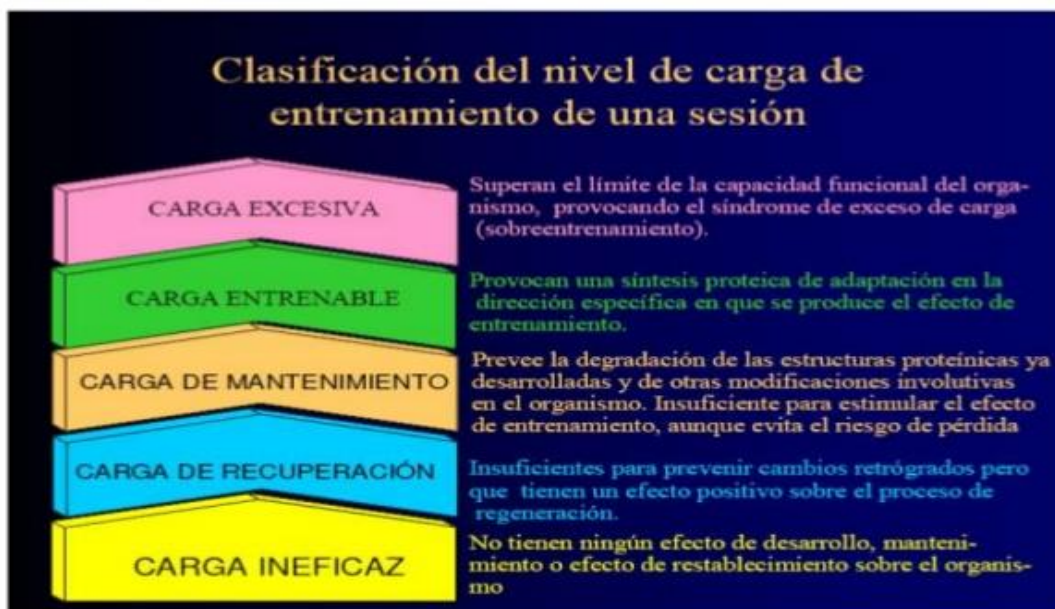 Clasificación del nivel de carga de
entrenamiento de una sesión
CARGA EXCESIVA
Superan el límite de la capacidad funcional del orga-
nismo, provocando el síndrome de exceso de carga
(sobreentrenamiento).
CARGA ENTRENABLE
Provocan una síntesis proteica de adaptación en la
dirección específica en que se produce el efecto de
entrenamiento.
CARGA DE MANTENIMIENTO
Prevee la degradación de las estructuras proteínicas ya
desarrolladas y de otras modificaciones involutivas
en el organismo. Insuficiente para estimular el efecto
de entrenamiento, aunque evita el riesgo de pérdida
CARGA DE RECUPERACIÓN
Insuficientes para prevenir cambios retrógrados pero
que tienen un efecto positivo sobre el proceso de
regeneración.
CARGA INEFICAZ
No tienen ningún efecto de desarrollo, manteni-
miento o efecto de restablecimiento sobre el organis-
mo